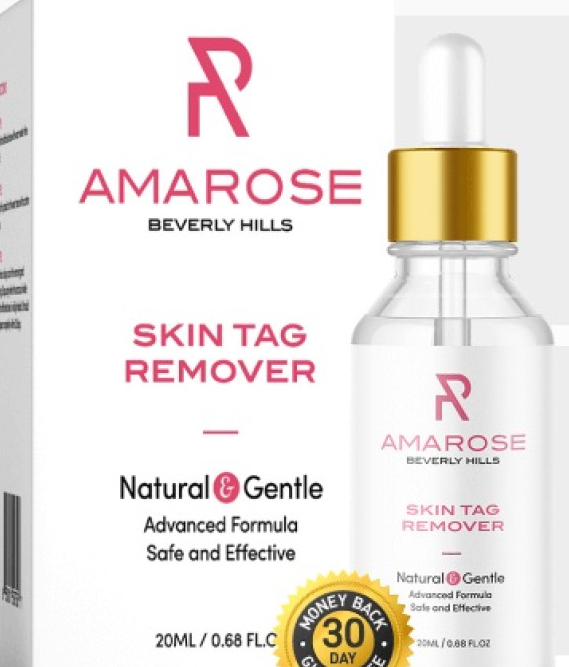 AMAROSE
BEVERLY HILLS
SKIN TAG
REMOVER
Natural & Gentle
Advanced Formula
Safe and Effective
20ML / 0.68 FL.O
AMAROSE
BEVERLY HILLS
SKIN TAG
REMOVER
Natural & Gentle
Advanced Formula
Safe and Effective
20ML / 0.68 FL.OZ
MONEY BACK
30
DAY